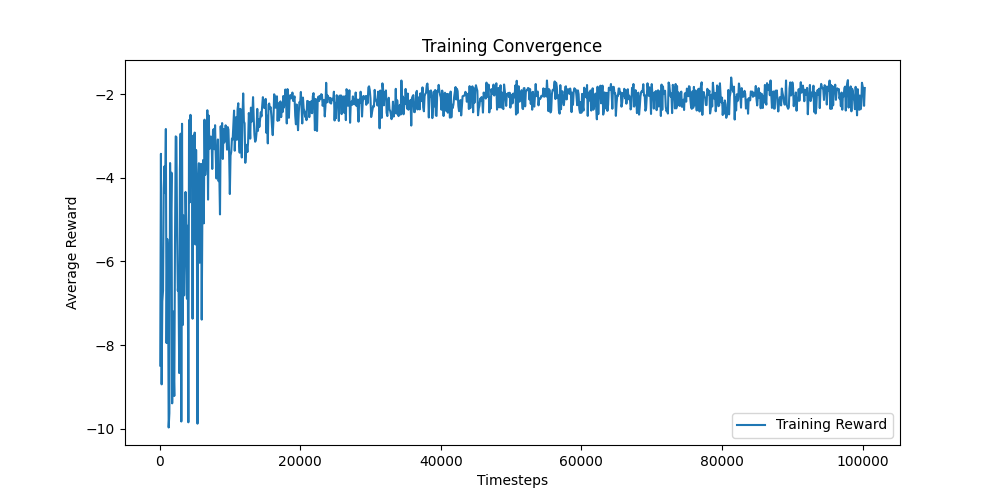 Training Convergence
Average Reward
−2
−4
−6
−8
−10
Training Reward
0 20000 40000 60000 80000 100000
Timesteps